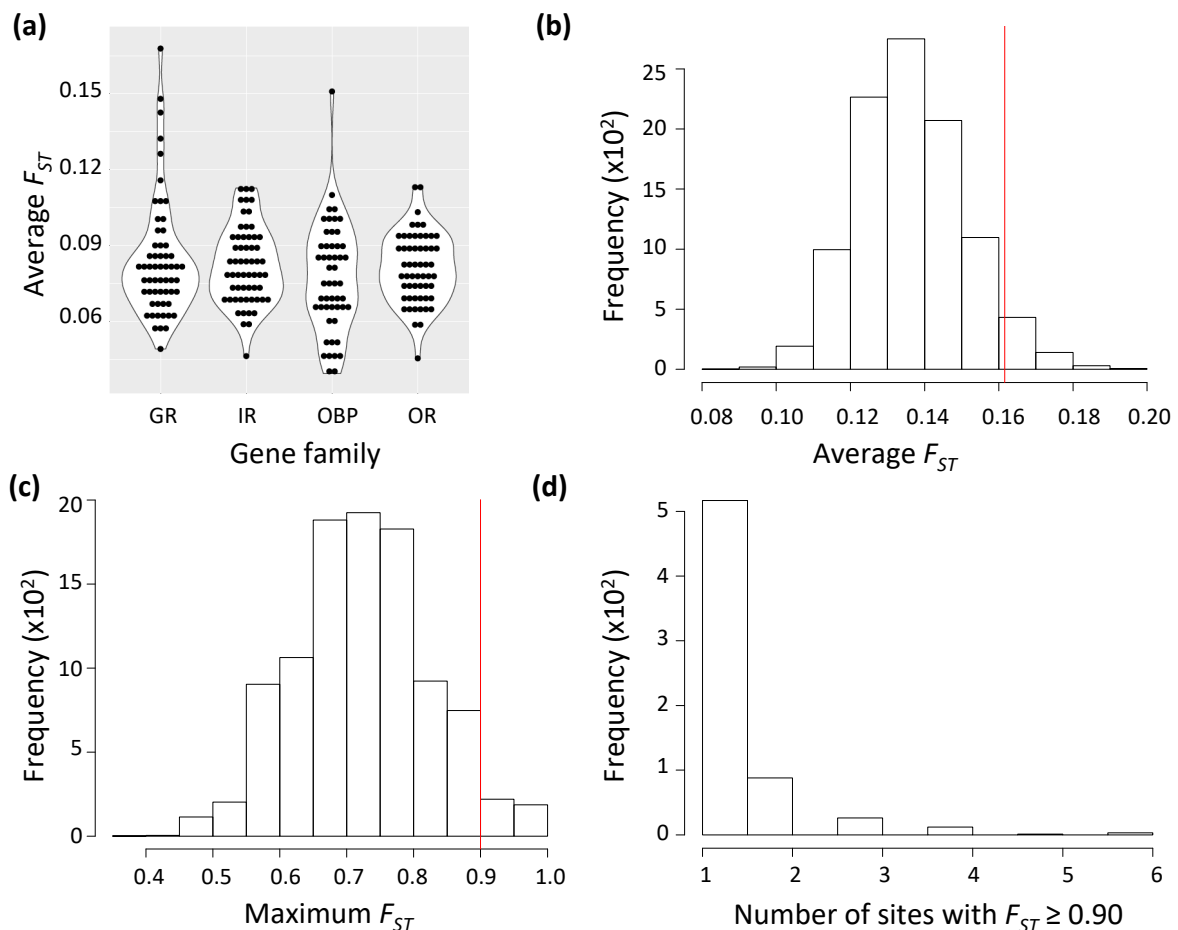 (a)
0.15
0.12
0.09
0.06
Average FST
GR IR OBP OR
Gene family
(b)
25
20
15
10
5
0
Frequency (x10²)
0.08 0.10 0.12 0.14 0.16 0.18 0.20
Average FST
(c)
20
15
10
5
0
Frequency (x10²)
0.4 0.5 0.6 0.7 0.8 0.9 1.0
Maximum FST
(d)
5
4
3
2
1
0
Frequency (x10²)
1 2 3 4 5 6
Number of sites with FST ≥ 0.90